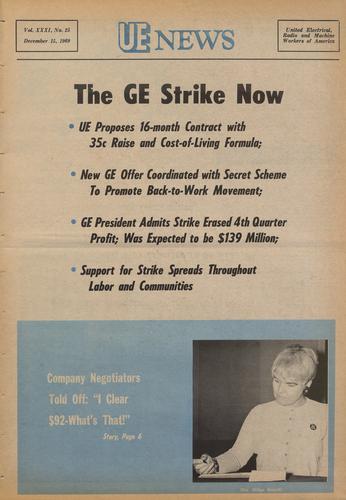 Vol. XXXI, No. 25
December 15, 1969
UE NEWS
United Electrical,
Radio and Machine
Workers of America
The GE Strike Now
• UE Proposes 16-month Contract with
35c Raise and Cost-of-Living Formula;
• New GE Offer Coordinated with Secret Scheme
To Promote Back-to-Work Movement;
• GE President Admits Strike Erased 4th Quarter
Profit; Was Expected to be $139 Million;
• Support for Strike Spreads Throughout
Labor and Communities
Company Negotiators
Told Off: "I Clear
$92-What's That!"
Story, Page 6